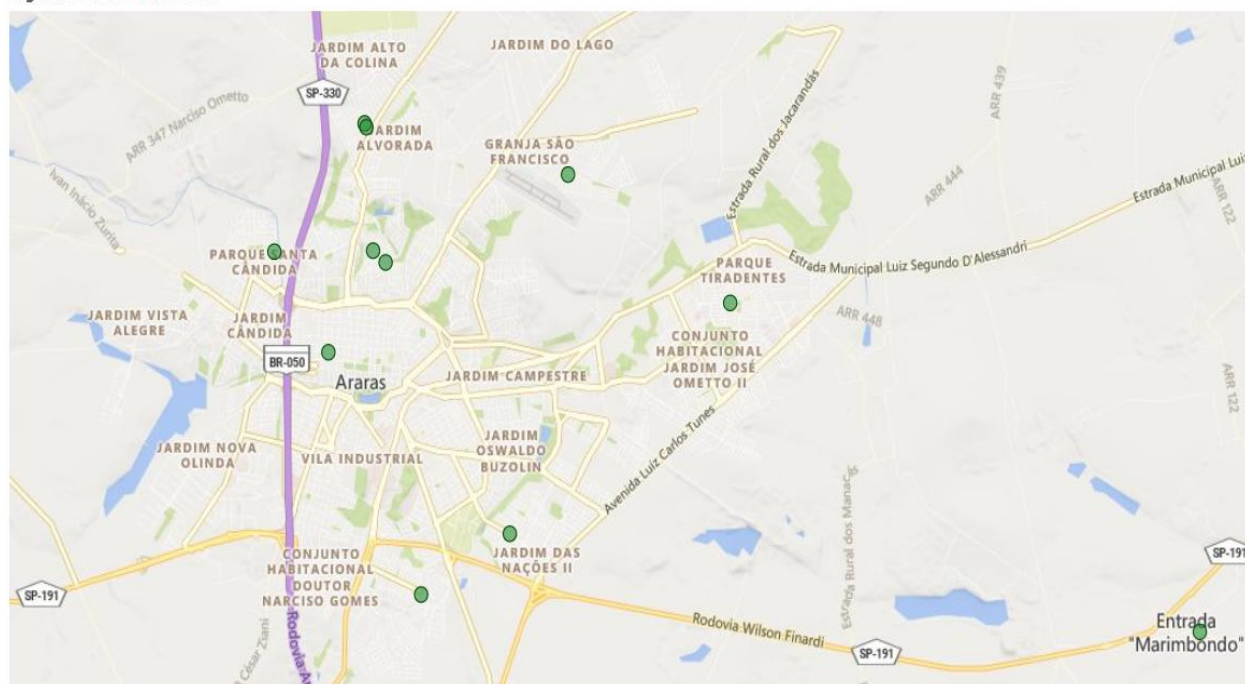 JARDIM ALTO
DA COLINA
JARDIM DO LAGO
SP-330
ARR 347 Narciso Ometto
JARDIM
ALVORADA
GRANJA SÃO
FRANCISCO
Estrada Rural dos Jacarandás
ARR 439
ARR 444
Estrada Municipal Luiz
ARR 122
Ivan Inácio Zurita
PARQUE SANTA
CÂNDIDA
Estrada Municipal Luiz Segundo D'Alessandri
PARQUE
TIRADENTES
JARDIM VISTA
ALEGRE
JARDIM
CÂNDIDA
ARR 448
CONJUNTO
HABITACIONAL
JARDIM JOSÉ
OMETTO II
BR-050
Araras
JARDIM CAMPESTRE
ARR 122
Avenida Luiz Carlos Tunes
JARDIM NOVA
OLINDA
VILA INDUSTRIAL
JARDIM
OSWALDO
BUZOLIN
Estrada Rural dos Manacás
CONJUNTO
HABITACIONAL
DOUTOR
NARCISO GOMES
JARDIM DAS
NAÇÕES II
SP-191
SP-191
Rodovia Wilson Finardi
Entrada
"Marimbondo"
SP-191
César Ziani
Rodovia